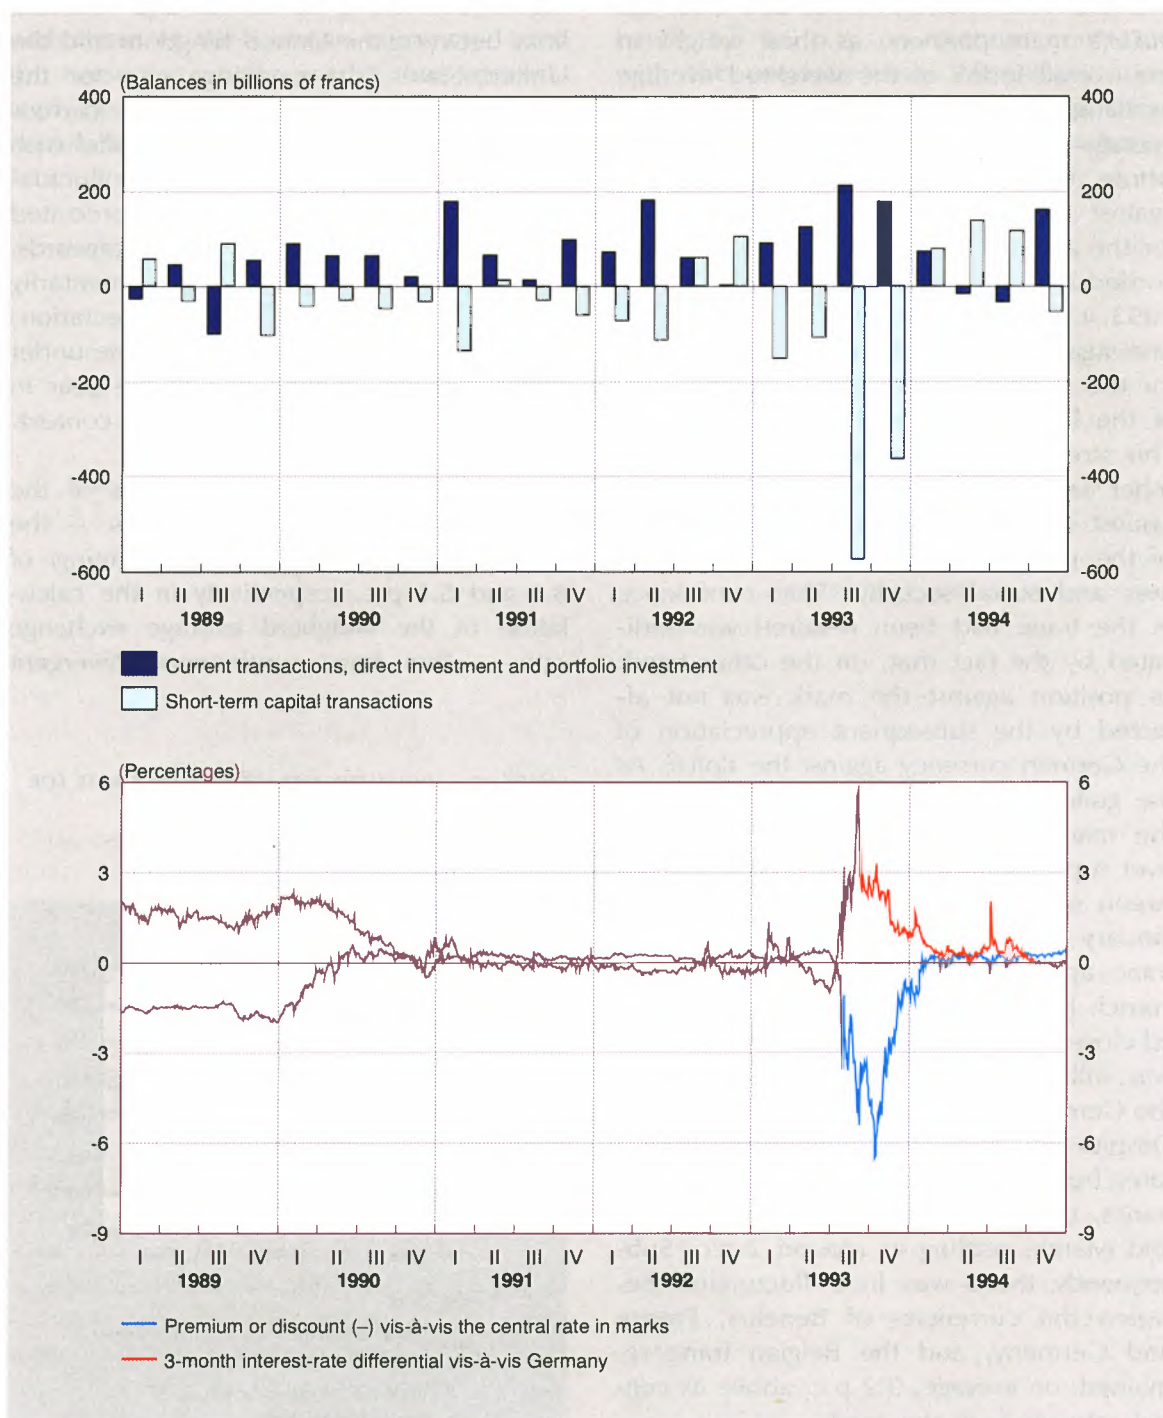 (Balances in billions of francs)
400 400
200 200
0 0
-200 -200
-400 -400
-600 -600
I II III IV I II III IV I II III IV I II III IV I II III IV I II III IV
1989 1990 1991 1992 1993 1994
Current transactions, direct investment and portfolio investment
Short-term capital transactions
(Percentages)
6 6
3 3
0 0
-3 -3
-6 -6
-9 -9
I II III IV I II III IV I II III IV I II III IV I II III IV I II III IV
1989 1990 1991 1992 1993 1994
Premium or discount (–) vis-à-vis the central rate in marks
3-month interest-rate differential vis-à-vis Germany